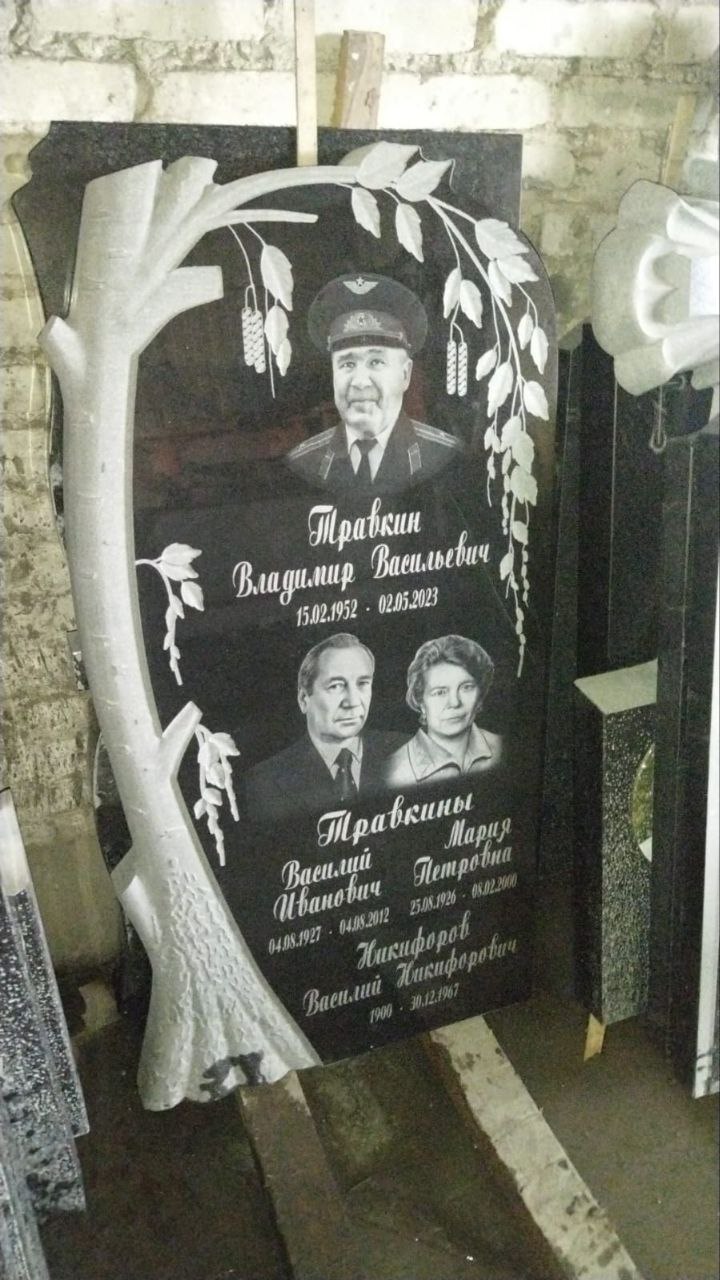 Травкин
Владимир Васильевич
15.02.1952 - 02.05.2023
Травкины
Василий
Иванович
04.08.1927 - 04.08.2012
Мария
Петровна
25.08.1926 - 08.02.2000
Никифоров
Василий Никифорович
1900 - 30.12.1967